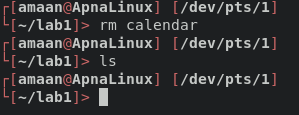 ┌[amaan@ApnaLinux] [/dev/pts/1]
└[~/lab1]> rm calendar
┌[amaan@ApnaLinux] [/dev/pts/1]
└[~/lab1]> ls
┌[amaan@ApnaLinux] [/dev/pts/1]
└[~/lab1]>